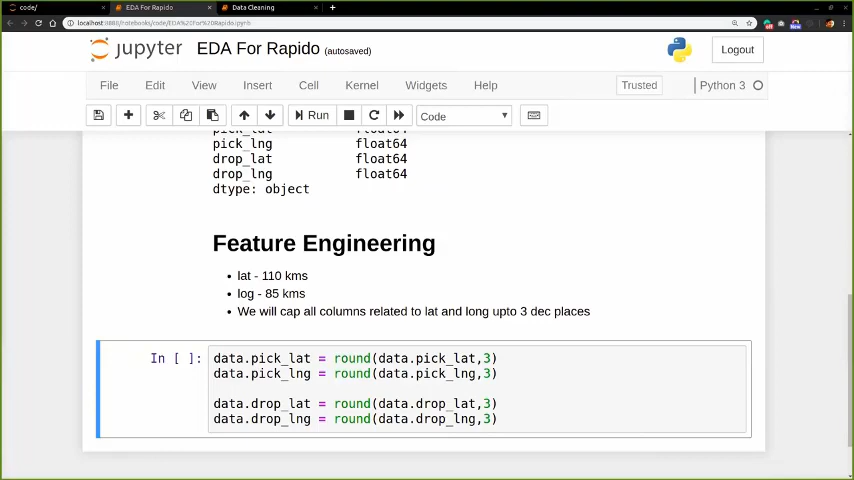 code/
EDA For Rapido
Data Cleaning
localhost:8888/notebooks/code/EDA%20For%20Rapido.ipynb
jupyter EDA For Rapido (autosaved)
Logout
File Edit View Insert Cell Kernel Widgets Help
Trusted Python 3
Run Code
pick_lat float64
pick_lng float64
drop_lat float64
drop_lng float64
dtype: object
Feature Engineering
• lat - 110 kms
• log - 85 kms
• We will cap all columns related to lat and long upto 3 dec places
In [ ]: data.pick_lat = round(data.pick_lat,3)
data.pick_lng = round(data.pick_lng,3)
data.drop_lat = round(data.drop_lat,3)
data.drop_lng = round(data.drop_lng,3)